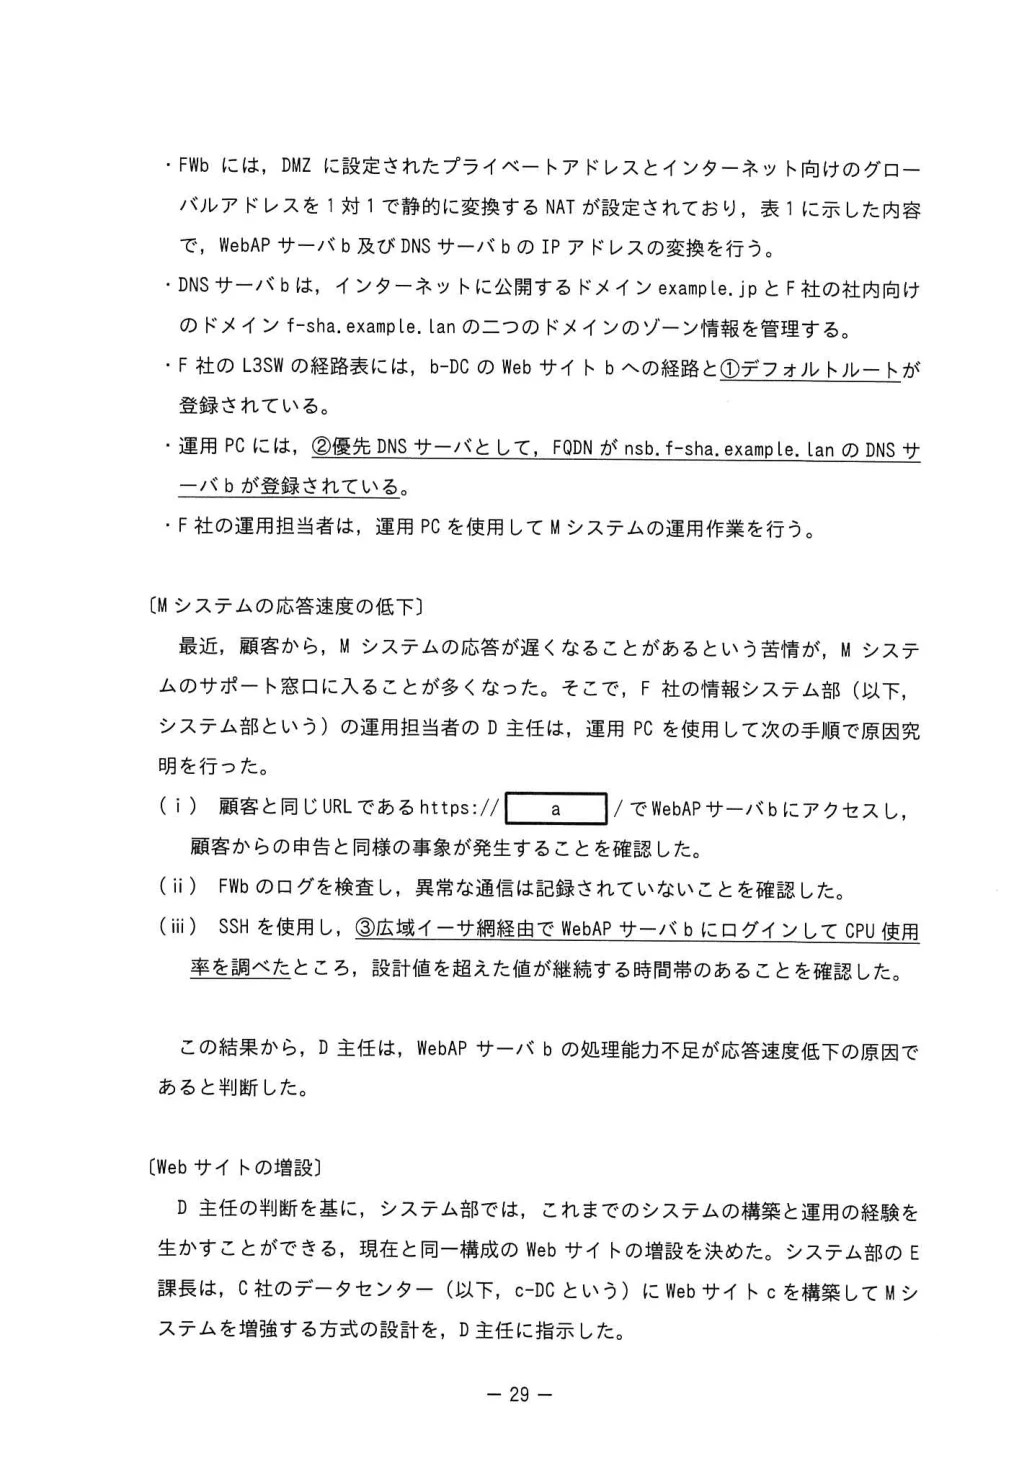 ・FWb には，DMZ に設定されたプライベートアドレスとインターネット向けのグロー
バルアドレスを1対1で静的に変換する NAT が設定されており，表1に示した内容
で，WebAP サーバ b 及び DNS サーバ b の IP アドレスの変換を行う。
・DNS サーバ b は，インターネットに公開するドメイン example.jp と F 社の社内向け
のドメイン f-sha.example.lan の二つのドメインのゾーン情報を管理する。
・F 社の L3SW の経路表には，b-DC の Web サイト b への経路と①デフォルトルートが
登録されている。
・運用 PC には，②優先 DNS サーバとして，FQDN が nsb.f-sha.example.lan の DNS サ
ーバ b が登録されている。
・F 社の運用担当者は，運用 PC を使用して M システムの運用作業を行う。
〔M システムの応答速度の低下〕
最近，顧客から，M システムの応答が遅くなることがあるという苦情が，M システ
ムのサポート窓口に入ることが多くなった。そこで，F 社の情報システム部（以下，
システム部という）の運用担当者の D 主任は，運用 PC を使用して次の手順で原因究
明を行った。
(ⅰ) 顧客と同じ URL である https:// a / で WebAP サーバ b にアクセスし，
顧客からの申告と同様の事象が発生することを確認した。
(ⅱ) FWb のログを検査し，異常な通信は記録されていないことを確認した。
(ⅲ) SSH を使用し，③広域イーサ網経由で WebAP サーバ b にログインして CPU 使用
率を調べたところ，設計値を超えた値が継続する時間帯のあることを確認した。
この結果から，D 主任は，WebAP サーバ b の処理能力不足が応答速度低下の原因で
あると判断した。
〔Web サイトの増設〕
D 主任の判断を基に，システム部では，これまでのシステムの構築と運用の経験を
生かすことができる，現在と同一構成の Web サイトの増設を決めた。システム部の E
課長は，C 社のデータセンター（以下，c-DC という）に Web サイト c を構築して M シ
ステムを増強する方式の設計を，D 主任に指示した。
― 29 ―